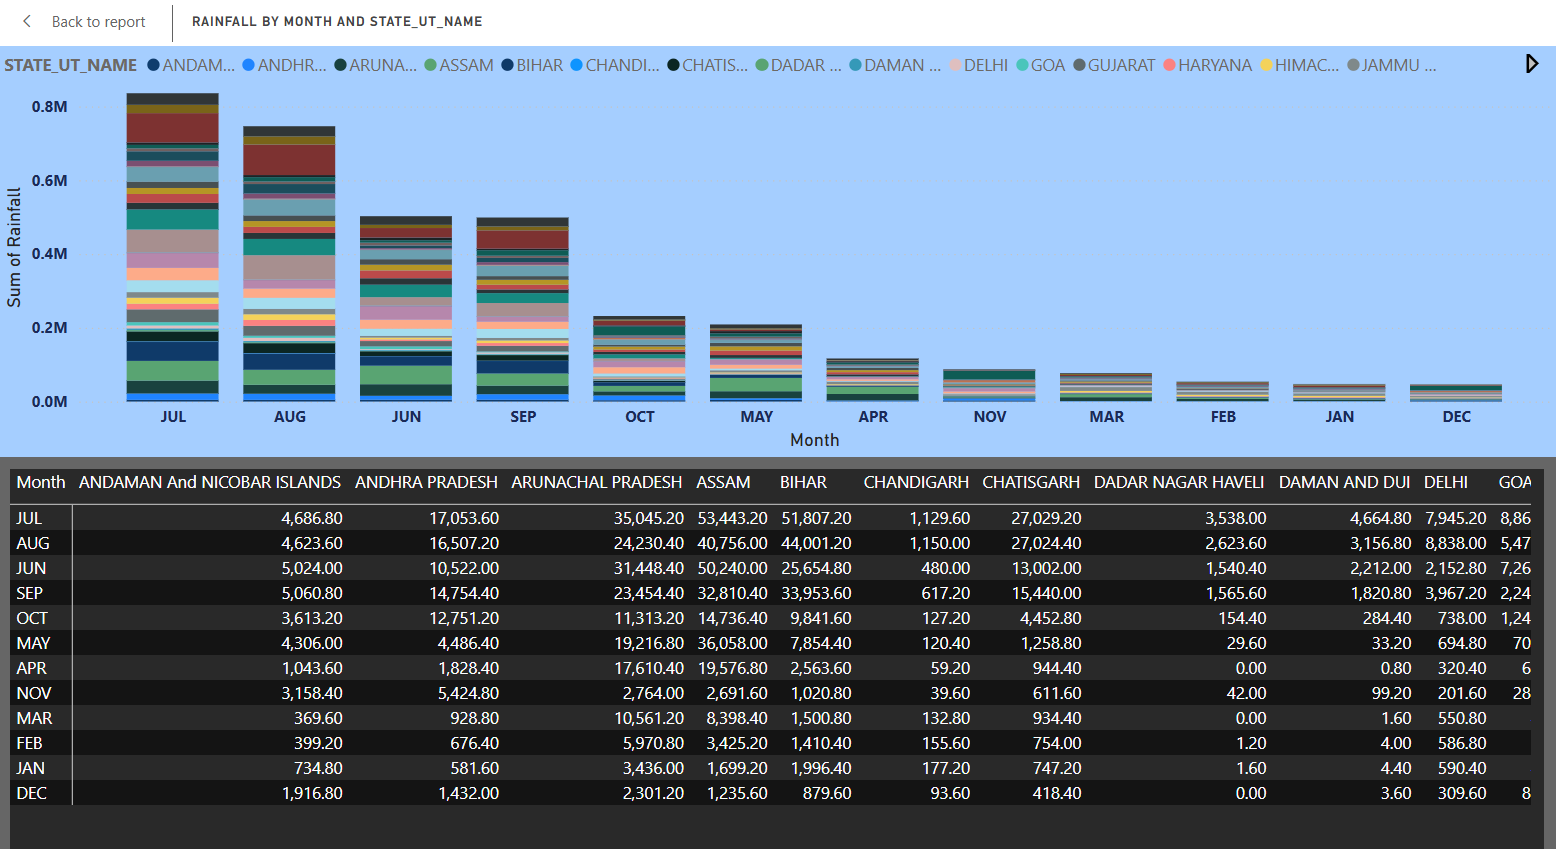 Back to report
RAINFALL BY MONTH AND STATE_UT_NAME
STATE_UT_NAME ANDAM... ANDHR... ARUNA... ASSAM BIHAR CHANDI... CHATIS... DADAR ... DAMAN ... DELHI GOA GUJARAT HARYANA HIMAC... JAMMU ...
Sum of Rainfall
0.8M
0.6M
0.4M
0.2M
0.0M
JUL AUG JUN SEP OCT MAY APR NOV MAR FEB JAN DEC
Month
Month ANDAMAN And NICOBAR ISLANDS ANDHRA PRADESH ARUNACHAL PRADESH ASSAM BIHAR CHANDIGARH CHATISGARH DADAR NAGAR HAVELI DAMAN AND DUI DELHI GOA
JUL 4,686.80 17,053.60 35,045.20 53,443.20 51,807.20 1,129.60 27,029.20 3,538.00 4,664.80 7,945.20 8,86
AUG 4,623.60 16,507.20 24,230.40 40,756.00 44,001.20 1,150.00 27,024.40 2,623.60 3,156.80 8,838.00 5,47
JUN 5,024.00 10,522.00 31,448.40 50,240.00 25,654.80 480.00 13,002.00 1,540.40 2,212.00 2,152.80 7,26
SEP 5,060.80 14,754.40 23,454.40 32,810.40 33,953.60 617.20 15,440.00 1,565.60 1,820.80 3,967.20 2,24
OCT 3,613.20 12,751.20 11,313.20 14,736.40 9,841.60 127.20 4,452.80 154.40 284.40 738.00 1,24
MAY 4,306.00 4,486.40 19,216.80 36,058.00 7,854.40 120.40 1,258.80 29.60 33.20 694.80 70
APR 1,043.60 1,828.40 17,610.40 19,576.80 2,563.60 59.20 944.40 0.00 0.80 320.40 6
NOV 3,158.40 5,424.80 2,764.00 2,691.60 1,020.80 39.60 611.60 42.00 99.20 201.60 28
MAR 369.60 928.80 10,561.20 8,398.40 1,500.80 132.80 934.40 0.00 1.60 550.80
FEB 399.20 676.40 5,970.80 3,425.20 1,410.40 155.60 754.00 1.20 4.00 586.80
JAN 734.80 581.60 3,436.00 1,699.20 1,996.40 177.20 747.20 1.60 4.40 590.40
DEC 1,916.80 1,432.00 2,301.20 1,235.60 879.60 93.60 418.40 0.00 3.60 309.60 8